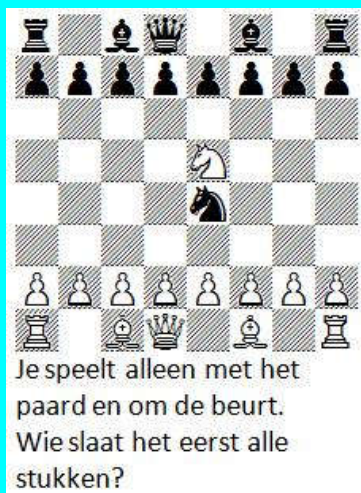 Je speelt alleen met het
paard en om de beurt.
Wie slaat het eerst alle
stukken?